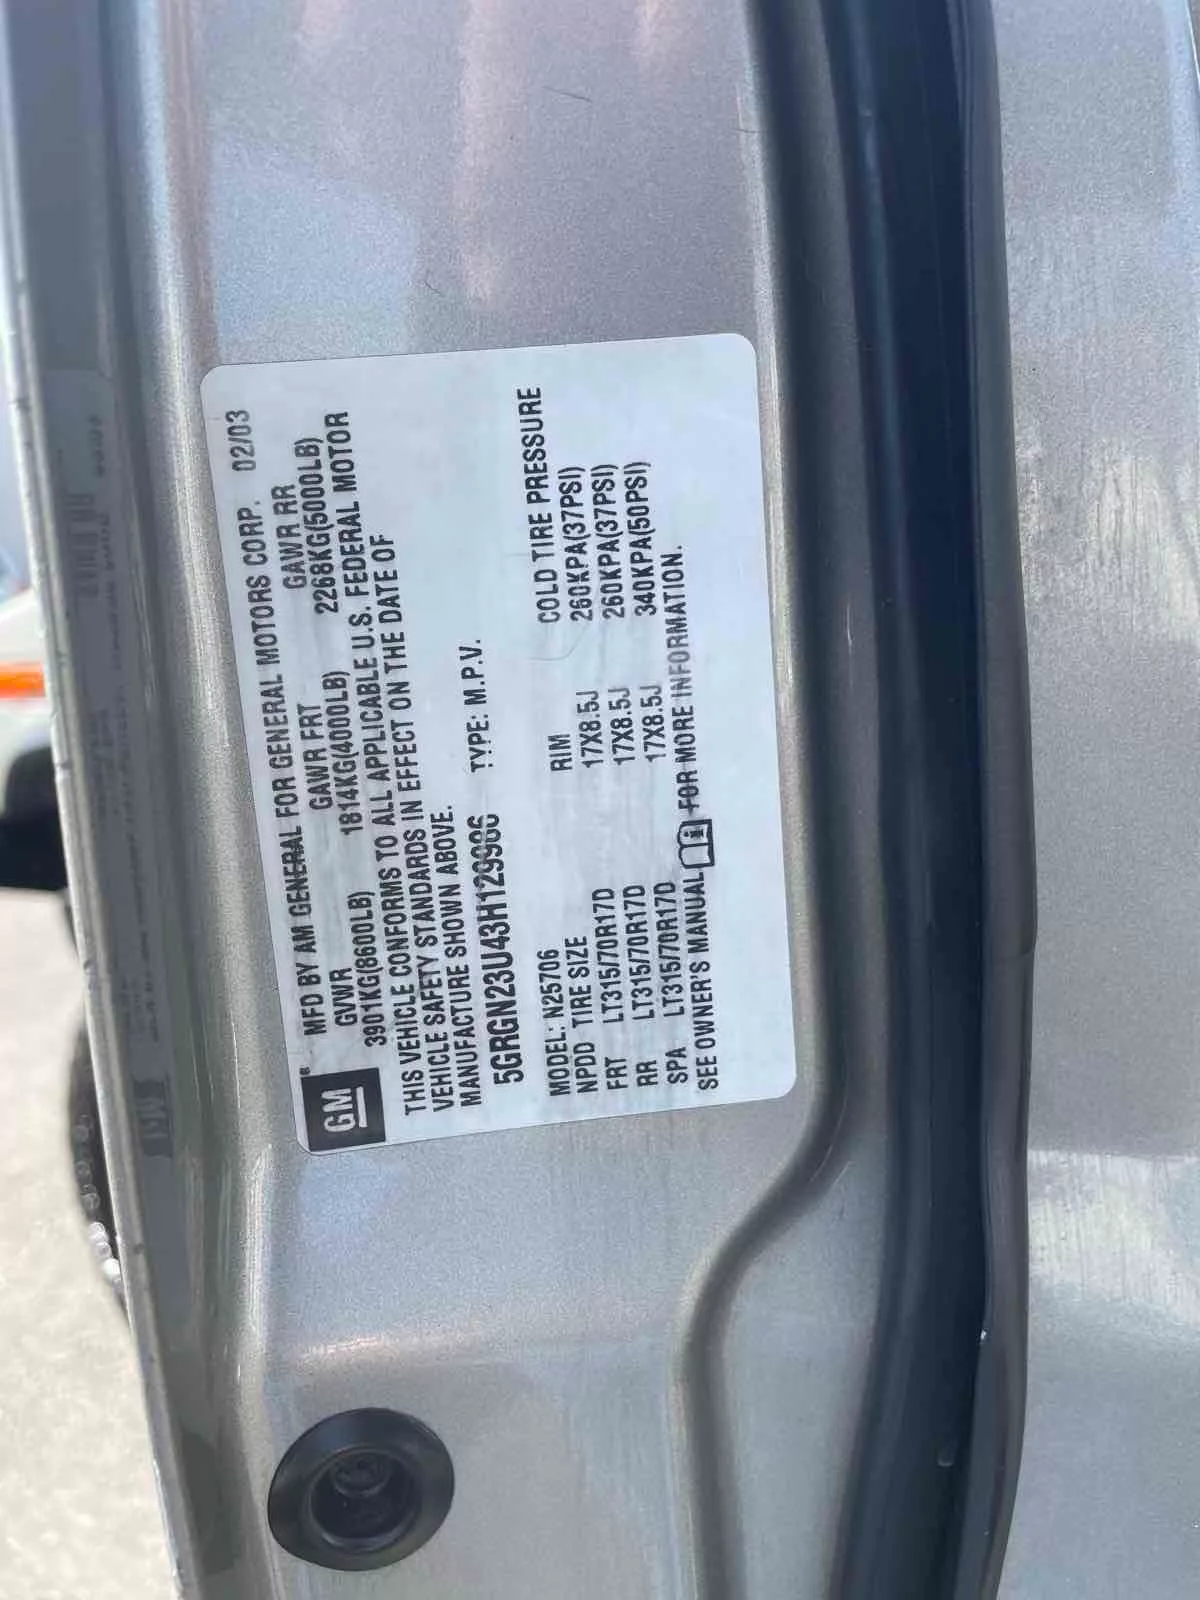 GM
®
MFD BY AM GENERAL FOR GENERAL MOTORS CORP. 02/03
GVWR GAWR FRT GAWR RR
3901KG(8600LB) 1814KG(4000LB) 2268KG(5000LB)
THIS VEHICLE CONFORMS TO ALL APPLICABLE U.S. FEDERAL MOTOR
VEHICLE SAFETY STANDARDS IN EFFECT ON THE DATE OF
MANUFACTURE SHOWN ABOVE.
5GRGN23U43H129986 TYPE: M.P.V.
MODEL: N25706
NPDD TIRE SIZE RIM COLD TIRE PRESSURE
FRT LT315/70R17D 17X8.5J 260KPA(37PSI)
RR LT315/70R17D 17X8.5J 260KPA(37PSI)
SPA LT315/70R17D 17X8.5J 340KPA(50PSI)
SEE OWNER'S MANUAL FOR MORE INFORMATION.